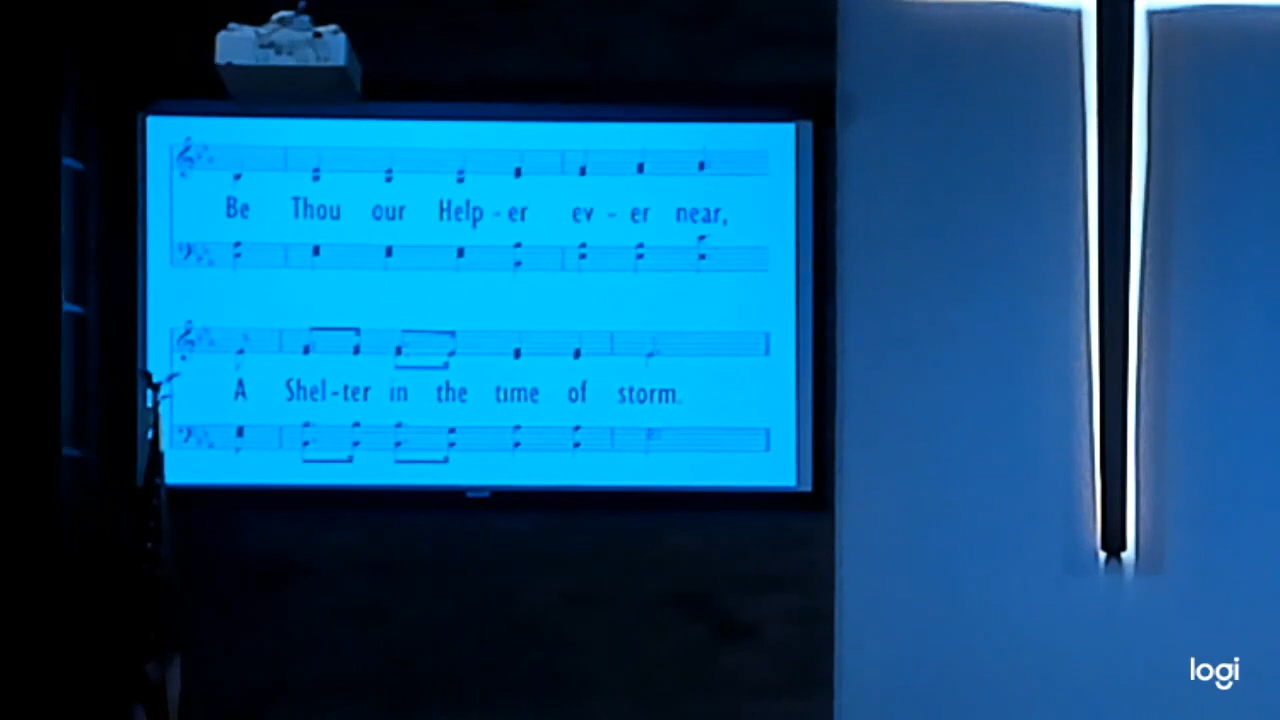 Be Thou our Help - er ev - er near,
A Shel - ter in the time of storm.
logi